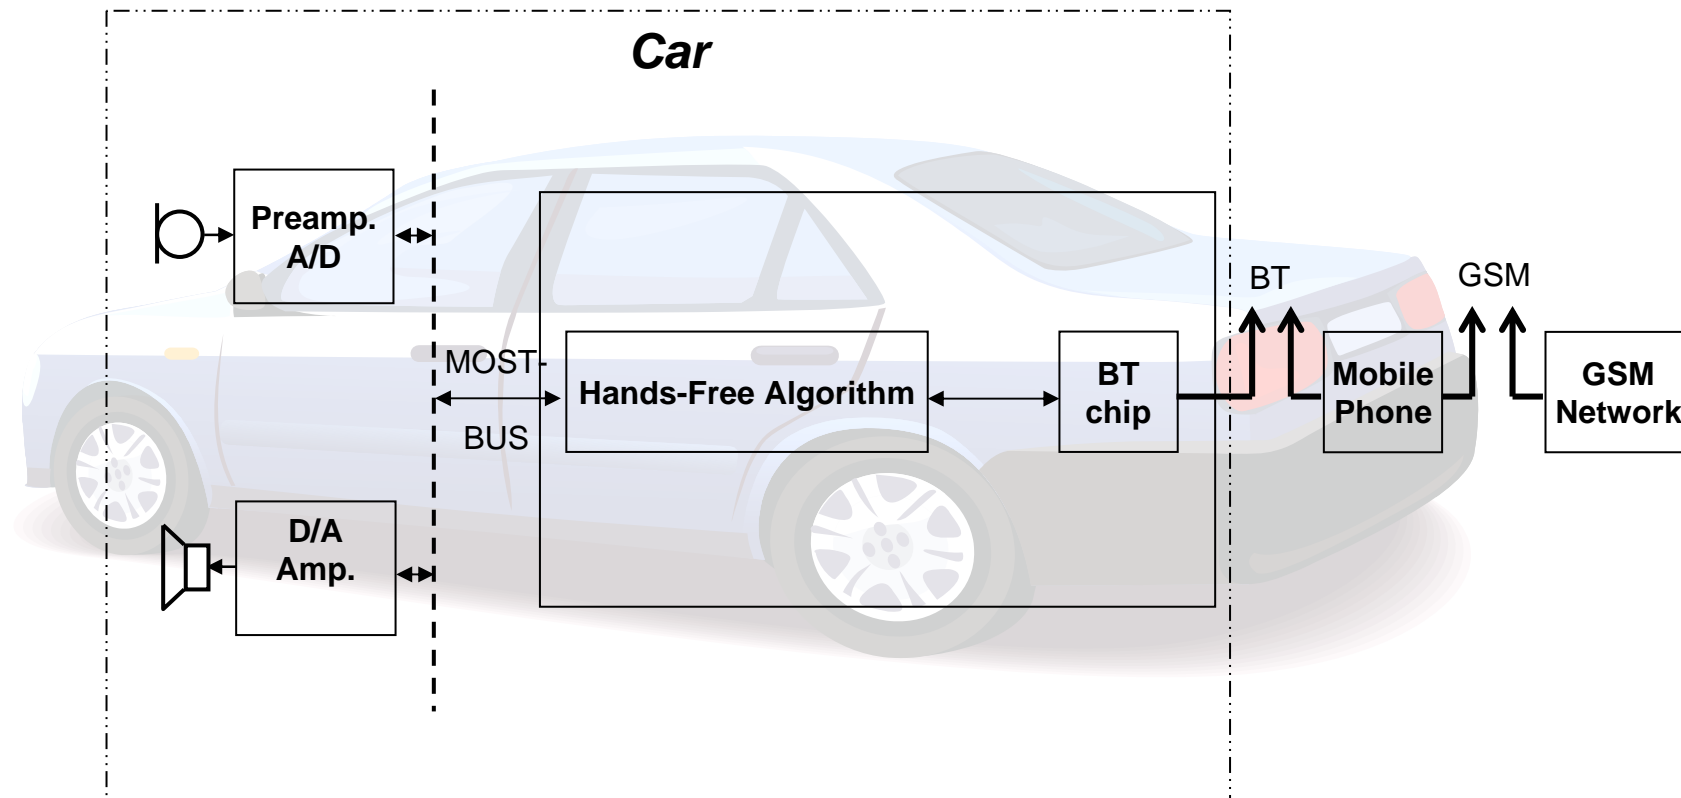 Car
Preamp.
A/D
BT
GSM
MOST-
BUS
Hands-Free Algorithm
BT
chip
Mobile
Phone
GSM
Network
D/A
Amp.